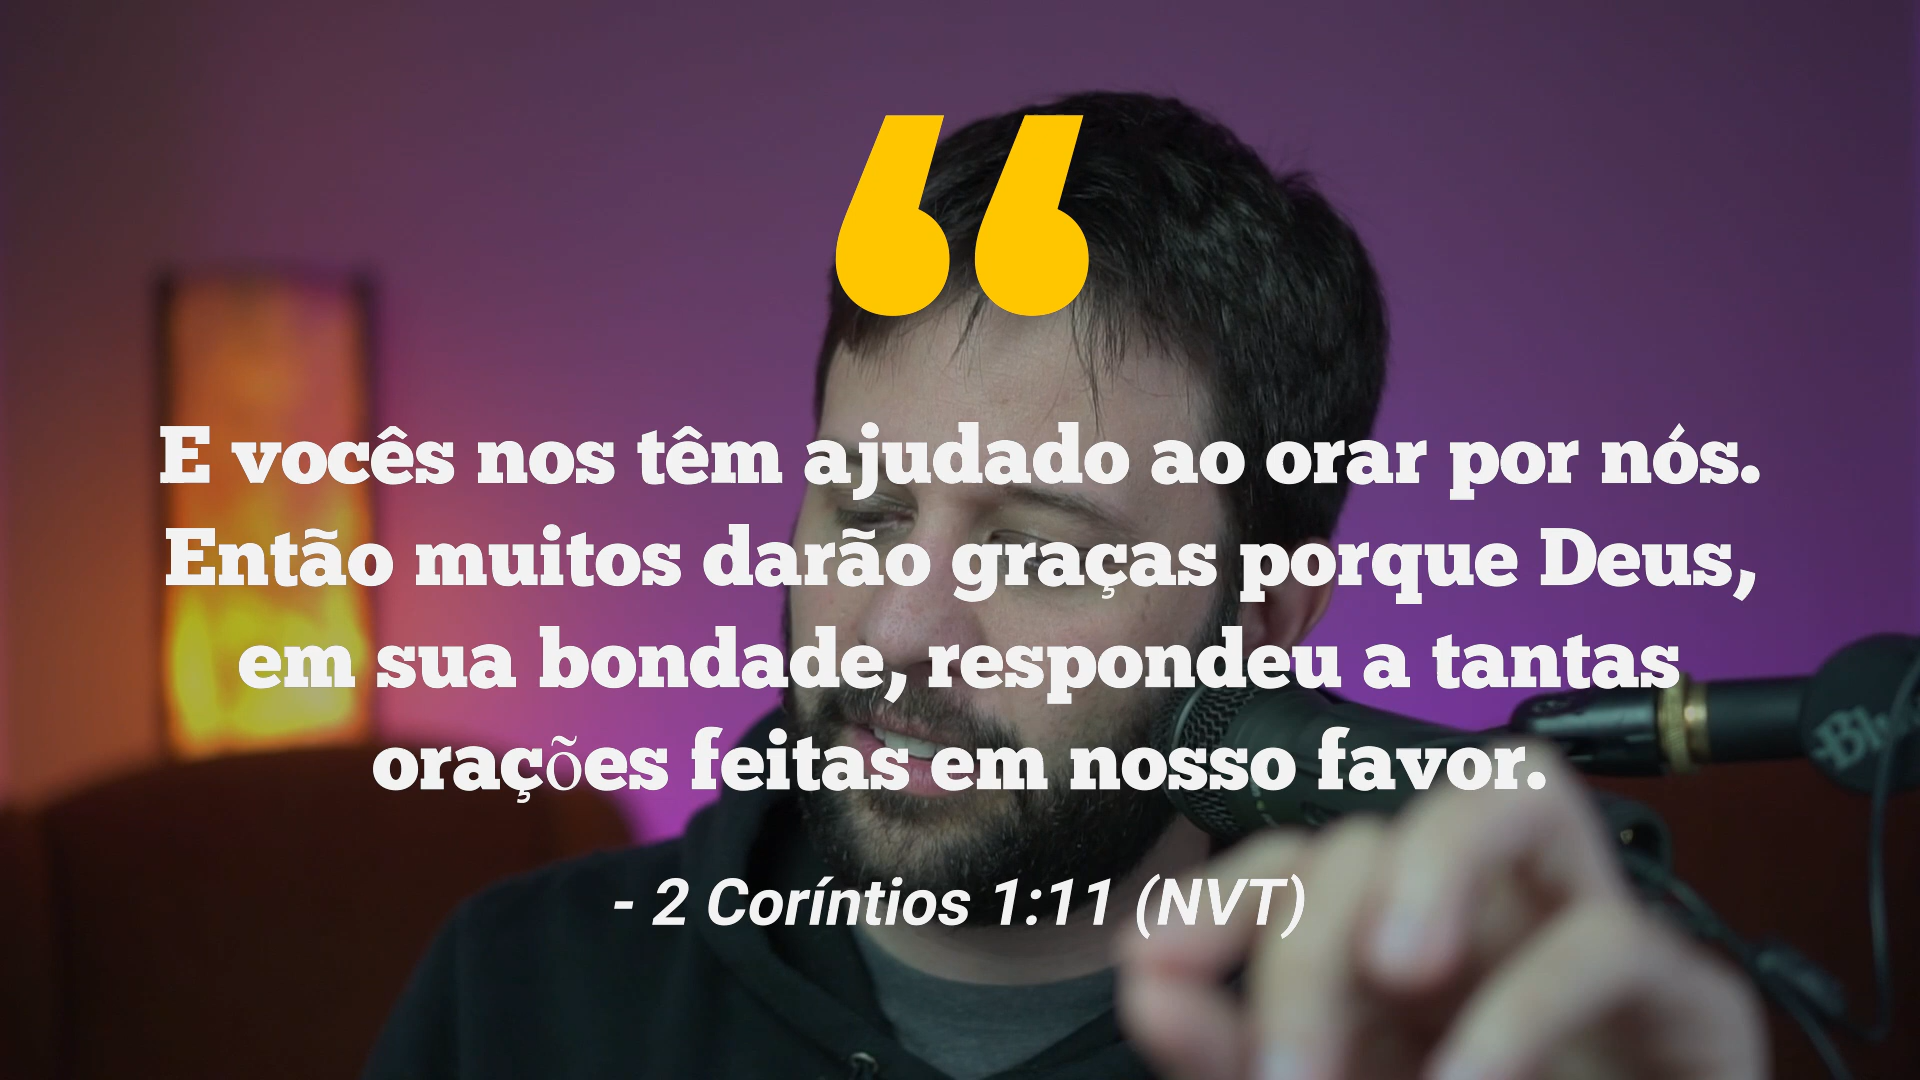 “
E vocês nos têm ajudado ao orar por nós.
Então muitos darão graças porque Deus,
em sua bondade, respondeu a tantas
orações feitas em nosso favor.
- 2 Coríntios 1:11 (NVT)